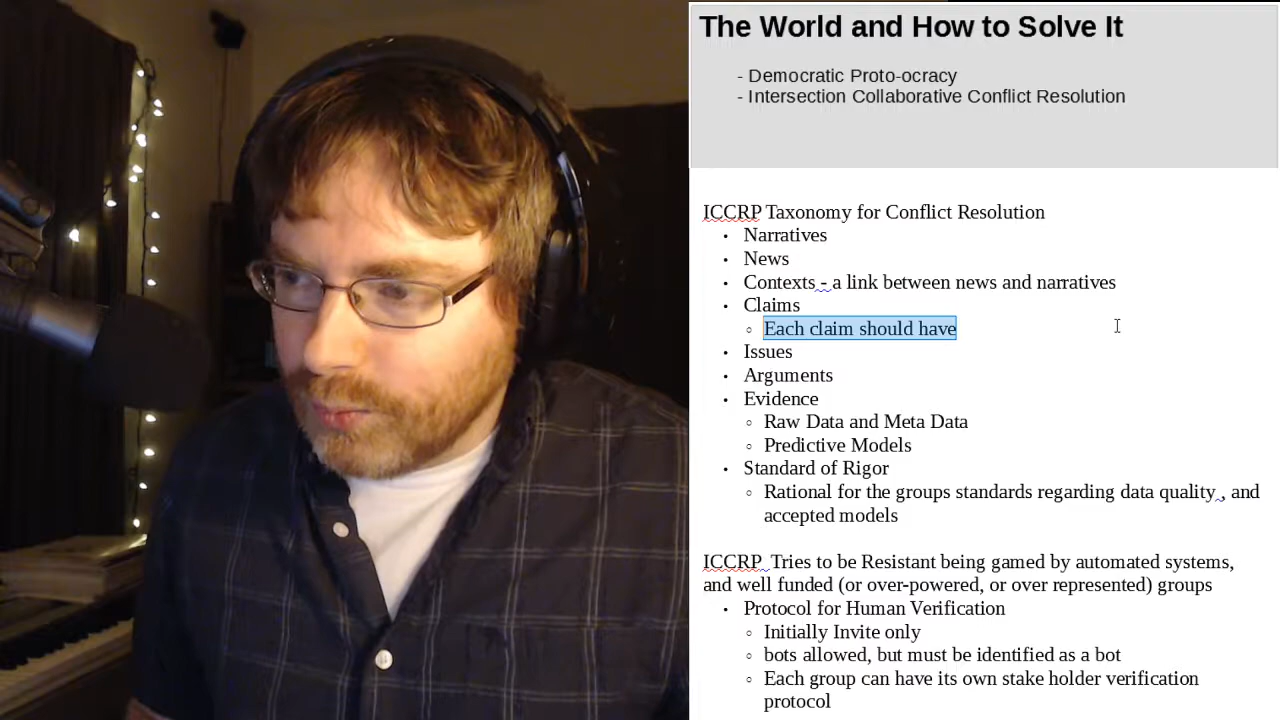 The World and How to Solve It
- Democratic Proto-ocracy
- Intersection Collaborative Conflict Resolution
ICCRP Taxonomy for Conflict Resolution
• Narratives
• News
• Contexts - a link between news and narratives
• Claims
◦ Each claim should have
• Issues
• Arguments
• Evidence
◦ Raw Data and Meta Data
◦ Predictive Models
• Standard of Rigor
◦ Rational for the groups standards regarding data quality , and
accepted models
ICCRP  Tries to be Resistant being gamed by automated systems,
and well funded (or over-powered, or over represented) groups
• Protocol for Human Verification
◦ Initially Invite only
◦ bots allowed, but must be identified as a bot
◦ Each group can have its own stake holder verification
protocol